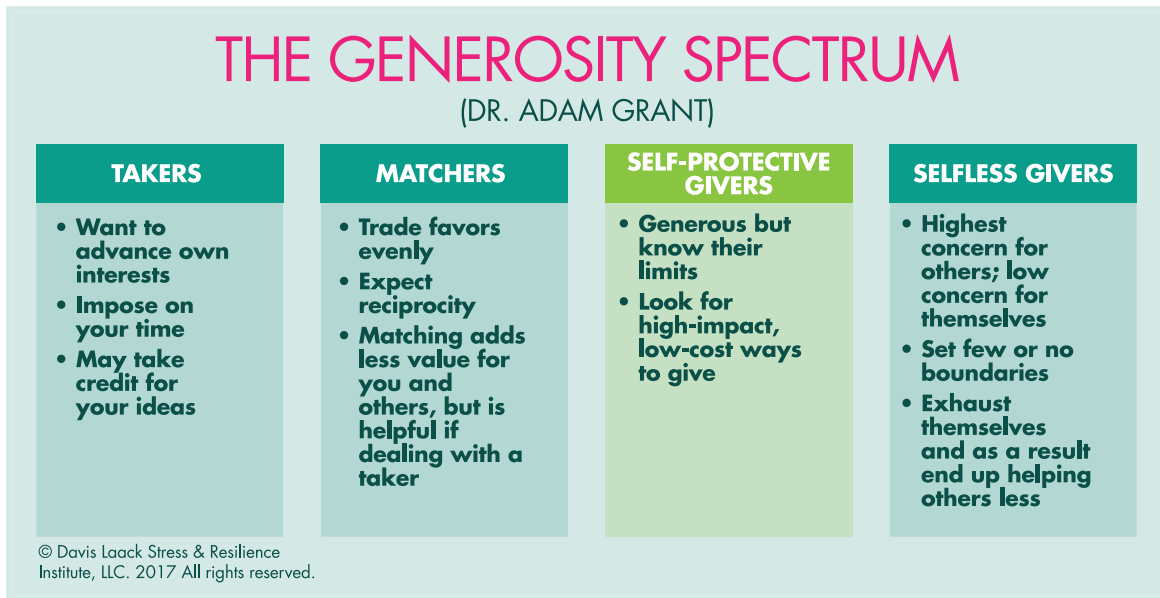 THE GENEROSITY SPECTRUM
(DR. ADAM GRANT)
TAKERS
• Want to
advance own
interests
• Impose on
your time
• May take
credit for
your ideas
MATCHERS
• Trade favors
evenly
• Expect
reciprocity
• Matching adds
less value for
you and
others, but is
helpful if
dealing with a
taker
SELF-PROTECTIVE
GIVERS
• Generous but
know their
limits
• Look for
high-impact,
low-cost ways
to give
SELFLESS GIVERS
• Highest
concern for
others; low
concern for
themselves
• Set few or no
boundaries
• Exhaust
themselves
and as a result
end up helping
others less
© Davis Laack Stress & Resilience
Institute, LLC. 2017 All rights reserved.